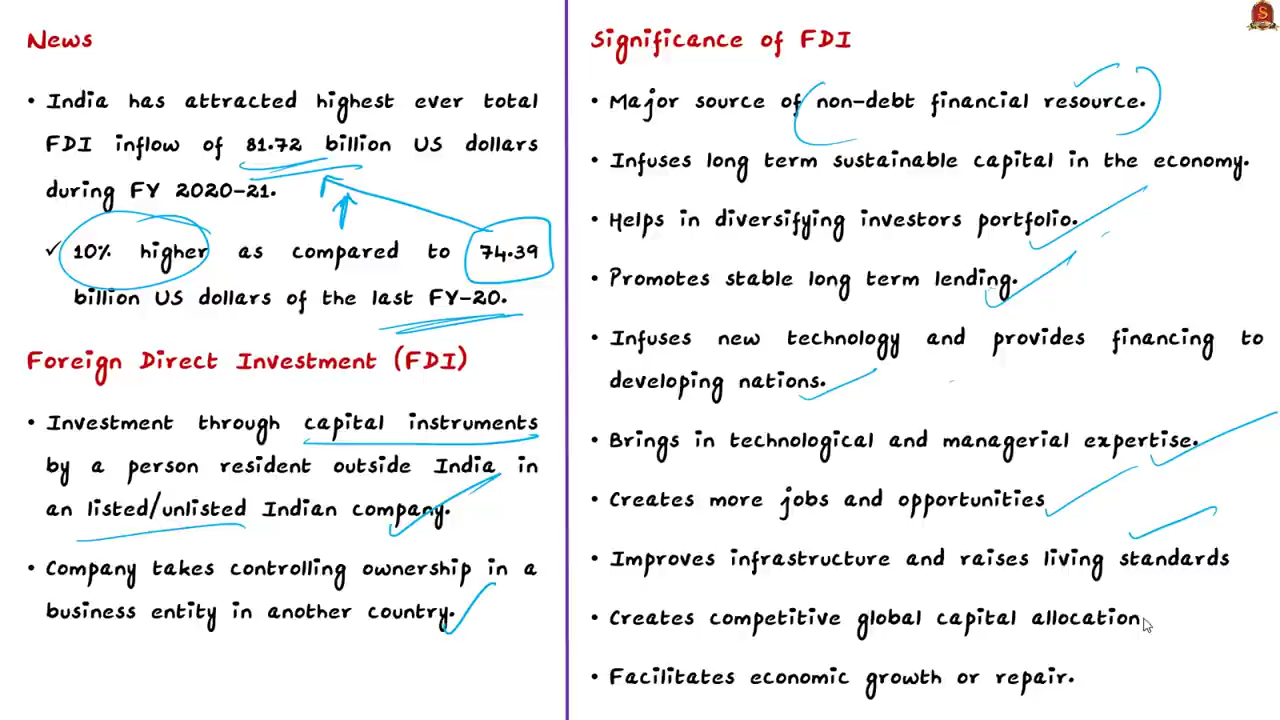 News
• India has attracted highest ever total
FDI inflow of 81.72 billion US dollars
during FY 2020-21.
✓ 10% higher as compared to 74.39
billion US dollars of the last FY-20.
Foreign Direct Investment (FDI)
• Investment through capital instruments
by a person resident outside India in
an listed/unlisted Indian company.
• Company takes controlling ownership in a
business entity in another country.
Significance of FDI
• Major source of non-debt financial resource.
• Infuses long term sustainable capital in the economy.
• Helps in diversifying investors portfolio.
• Promotes stable long term lending.
• Infuses new technology and provides financing to
developing nations.
• Brings in technological and managerial expertise.
• Creates more jobs and opportunities
• Improves infrastructure and raises living standards
• Creates competitive global capital allocation.
• Facilitates economic growth or repair.
S